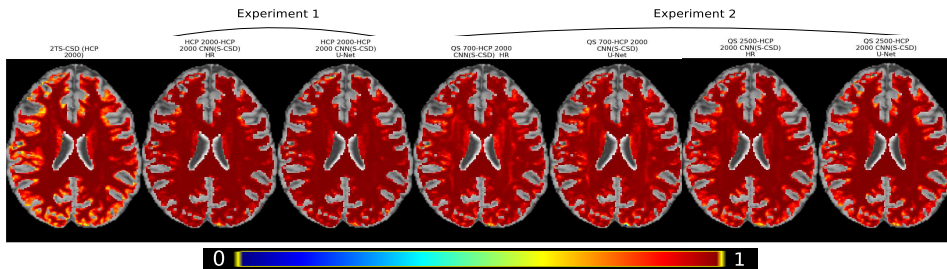 Experiment 1
Experiment 2
2TS-CSD (HCP
2000)
HCP 2000-HCP
2000 CNN(S-CSD)
HR
HCP 2000-HCP
2000 CNN(S-CSD)
U-Net
QS 700-HCP 2000
CNN(S-CSD) HR
QS 700-HCP 2000
CNN(S-CSD)
U-Net
QS 2500-HCP
2000 CNN(S-CSD)
HR
QS 2500-HCP
2000 CNN(S-CSD)
U-Net
0
1